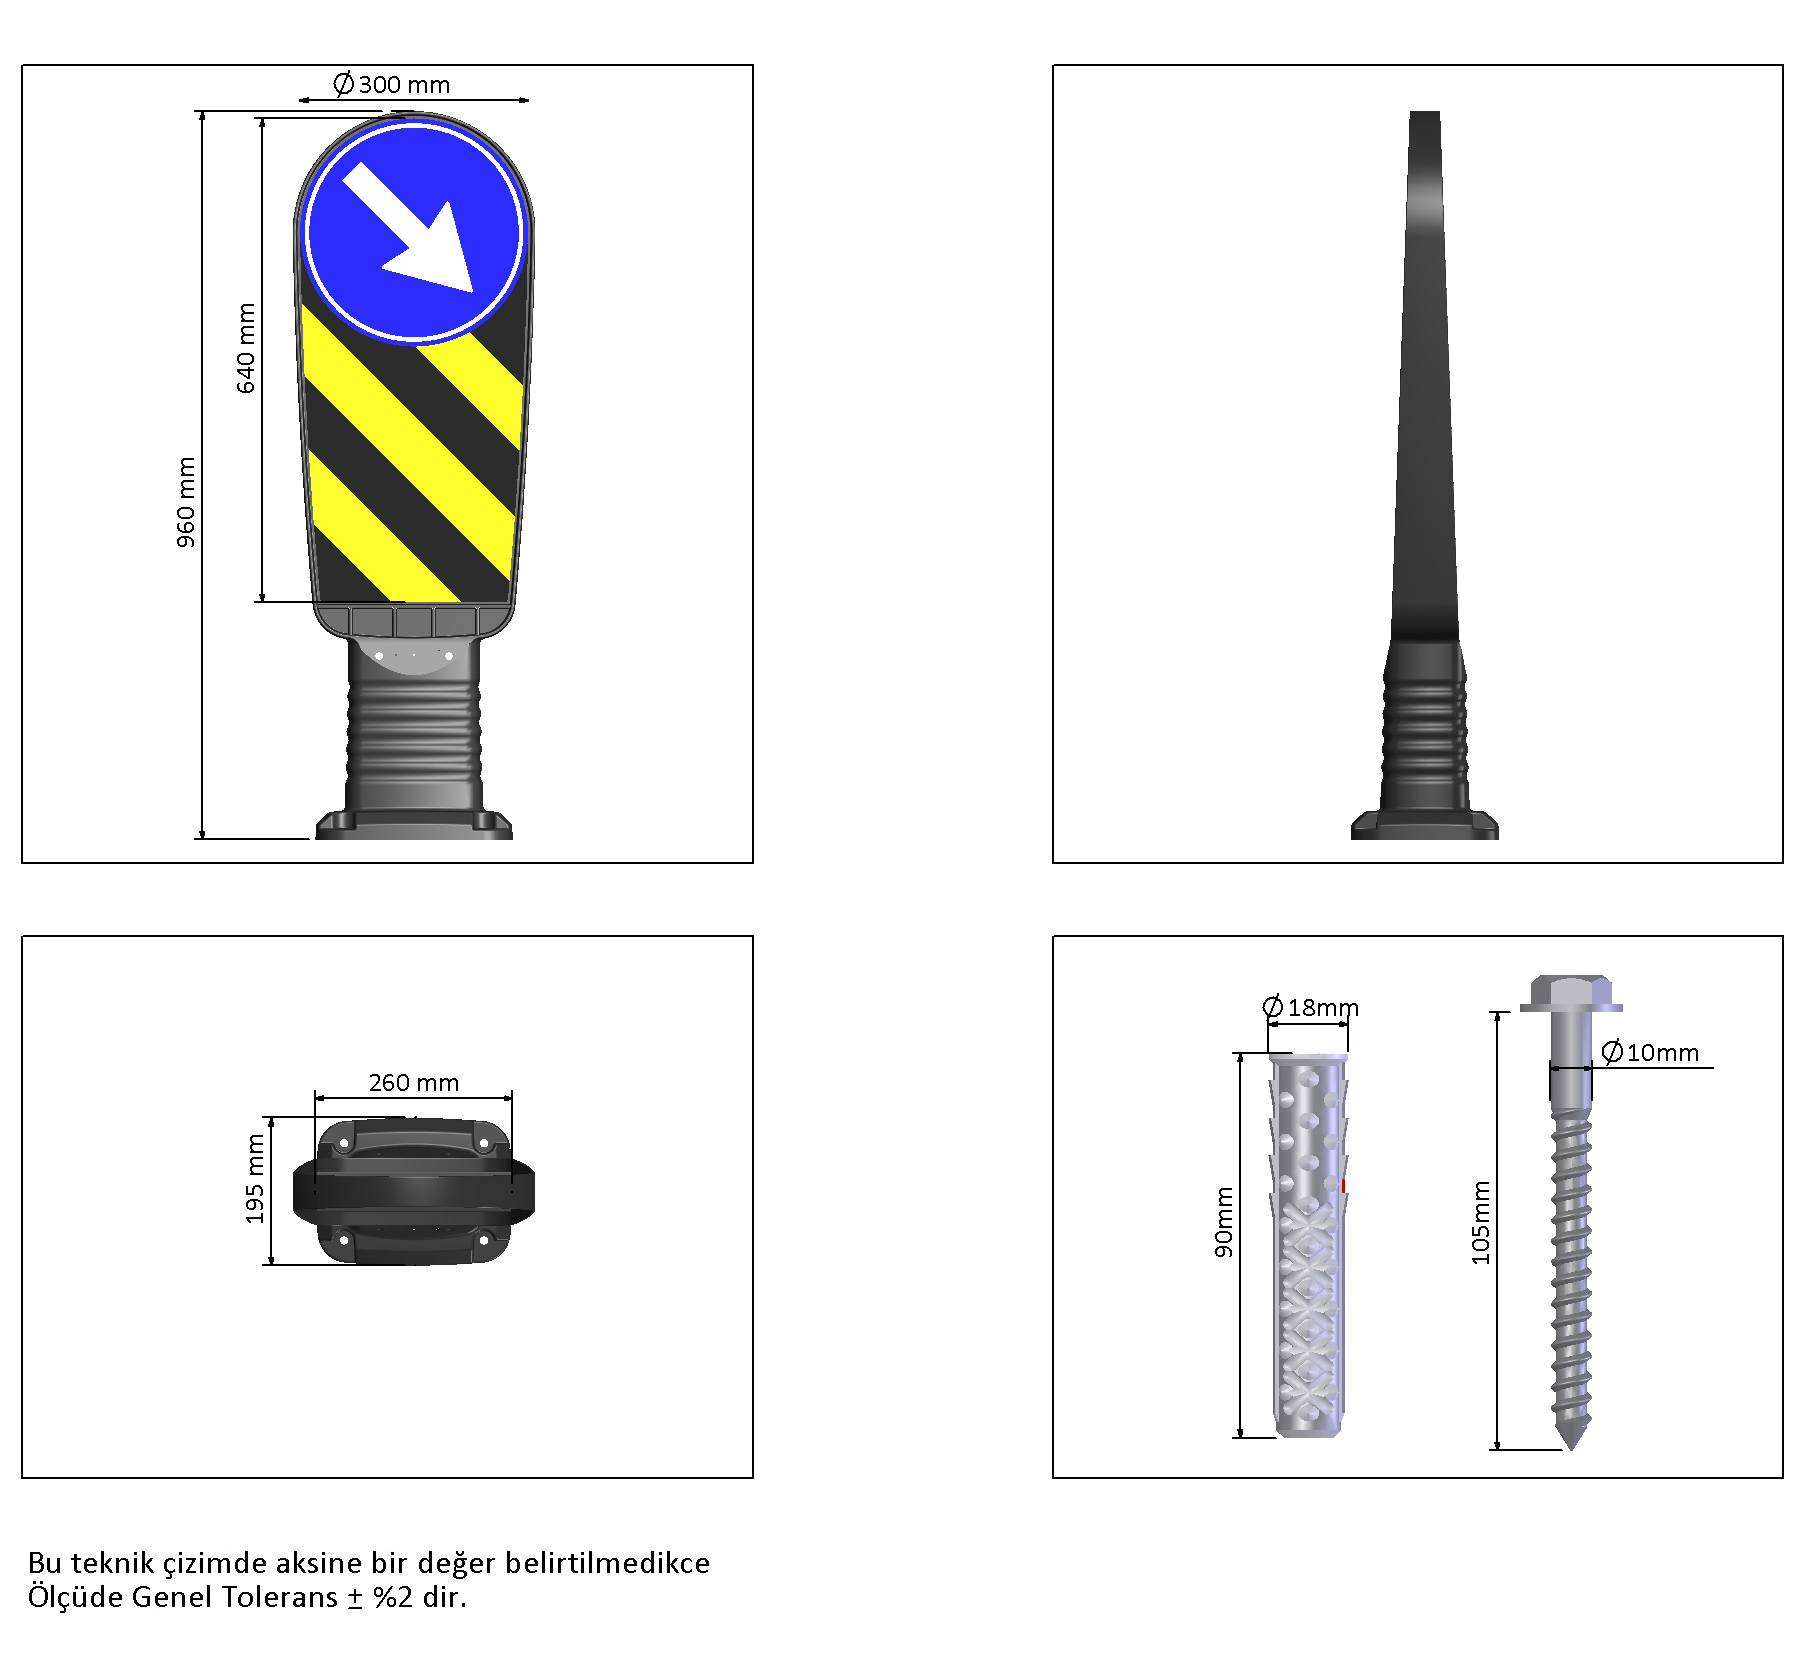 Ø300 mm
640 mm
960 mm
260 mm
195 mm
Ø18mm
90mm
Ø10mm
105mm
Bu teknik çizimde aksine bir değer belirtilmedikce
Ölçüde Genel Tolerans ± %2 dir.